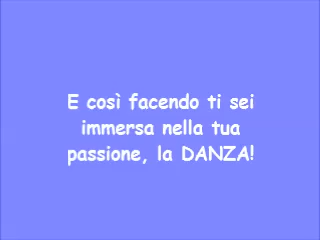 E così facendo ti sei
immersa nella tua
passione, la DANZA!